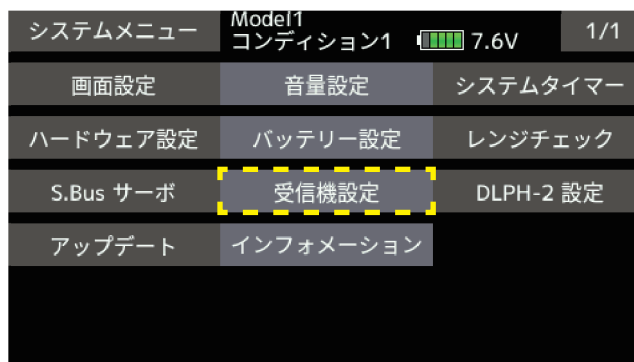 システムメニュー
Model1
コンディション1 7.6V
1/1
画面設定 音量設定 システムタイマー
ハードウェア設定 バッテリー設定 レンジチェック
S.Bus サーボ 受信機設定 DLPH-2 設定
アップデート インフォメーション